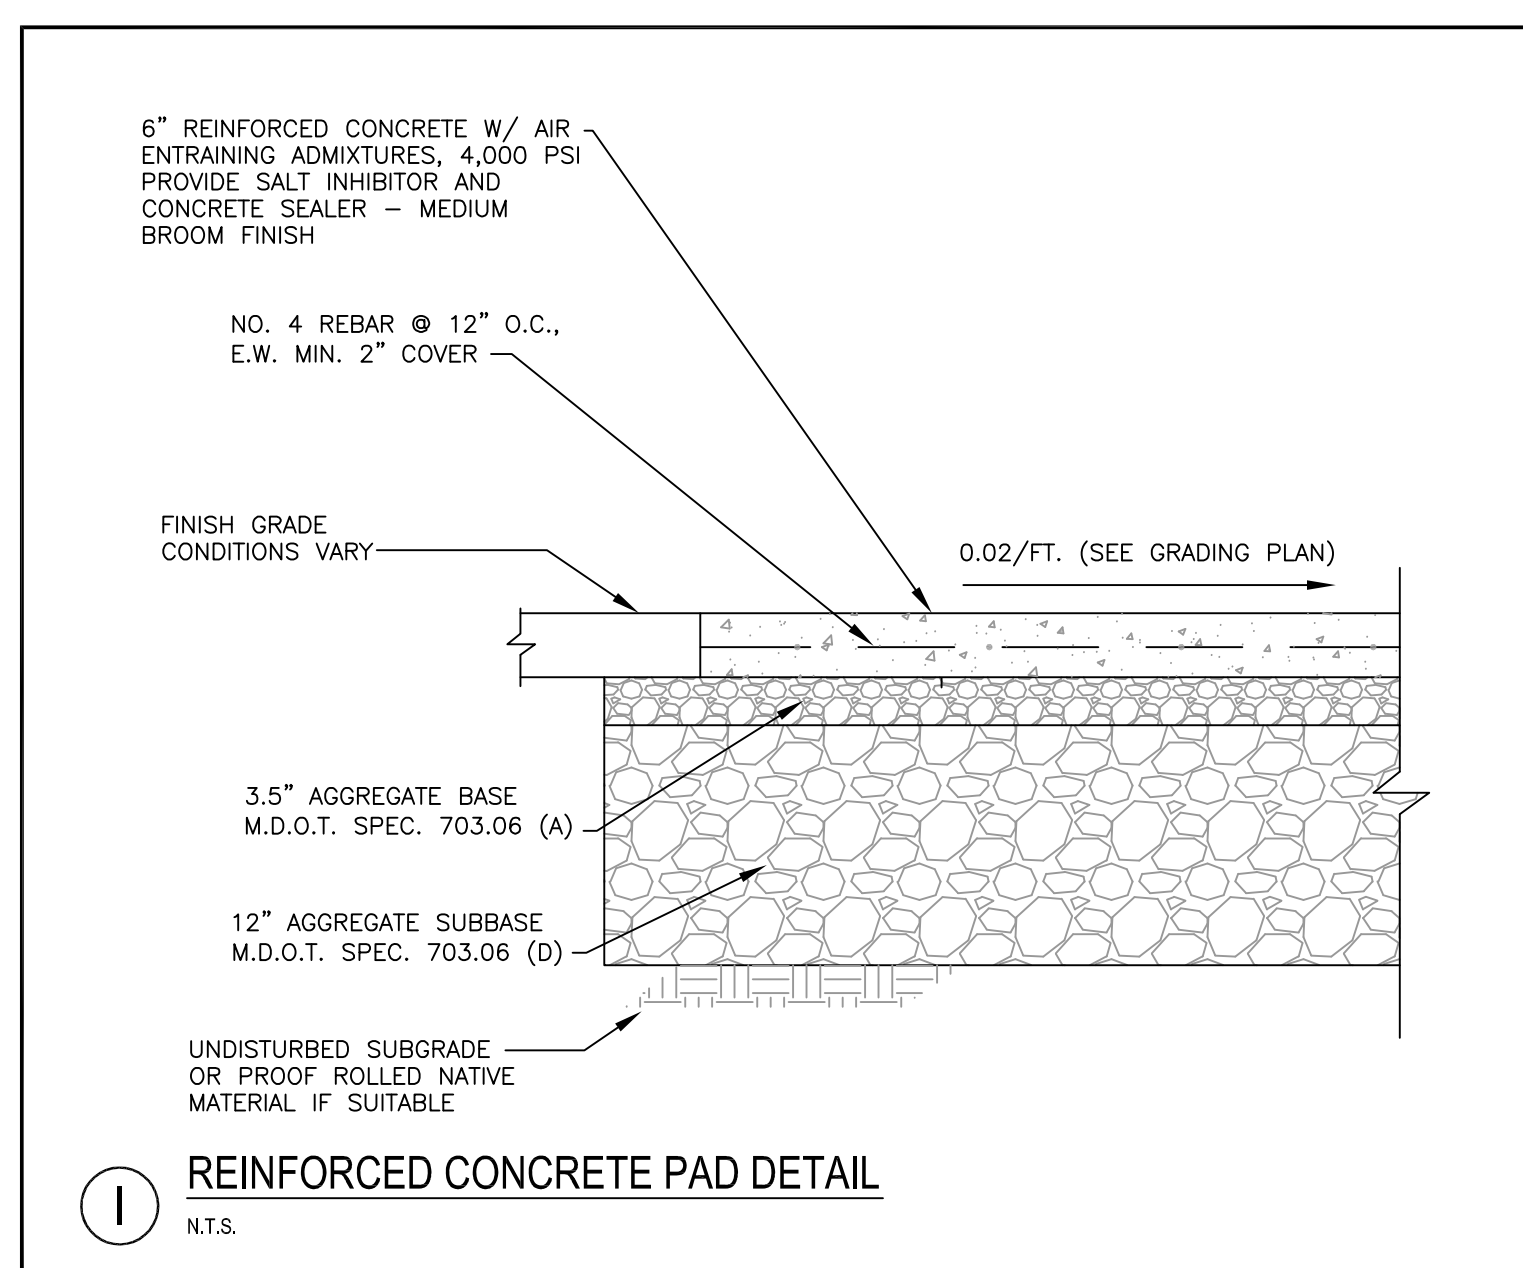 6” REINFORCED CONCRETE W/ AIR
ENTRAINING ADMIXTURES, 4,000 PSI
PROVIDE SALT INHIBITOR AND
CONCRETE SEALER – MEDIUM
BROOM FINISH
NO. 4 REBAR @ 12” O.C.,
E.W. MIN. 2” COVER
FINISH GRADE
CONDITIONS VARY
0.02/FT. (SEE GRADING PLAN)
3.5” AGGREGATE BASE
M.D.O.T. SPEC. 703.06 (A)
12” AGGREGATE SUBBASE
M.D.O.T. SPEC. 703.06 (D)
UNDISTURBED SUBGRADE
OR PROOF ROLLED NATIVE
MATERIAL IF SUITABLE
I
REINFORCED CONCRETE PAD DETAIL
N.T.S.